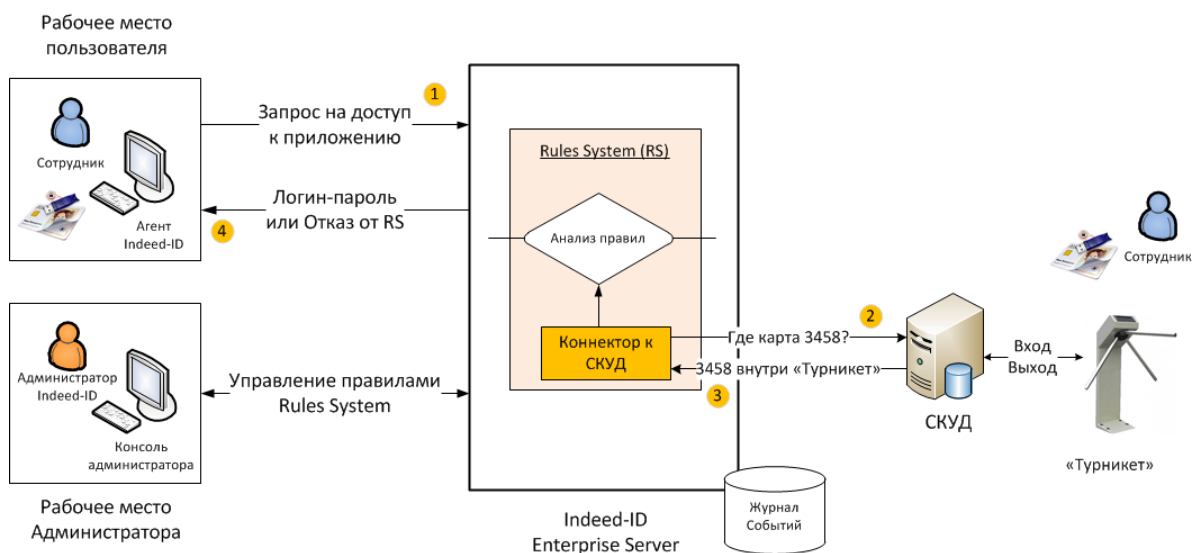 Рабочее место
пользователя
Сотрудник
Агент
Indeed-ID
1
Запрос на доступ
к приложению
Логин-пароль
или Отказ от RS
4
Rules System (RS)
Анализ правил
Коннектор к
СКУД
2
Где карта 3458?
3458 внутри «Турникет»
3
СКУД
Вход
Выход
Сотрудник
«Турникет»
Администратор
Indeed-ID
Консоль
администратора
Управление правилами
Rules System
Рабочее место
Администратора
Indeed-ID
Enterprise Server
Журнал
Событий